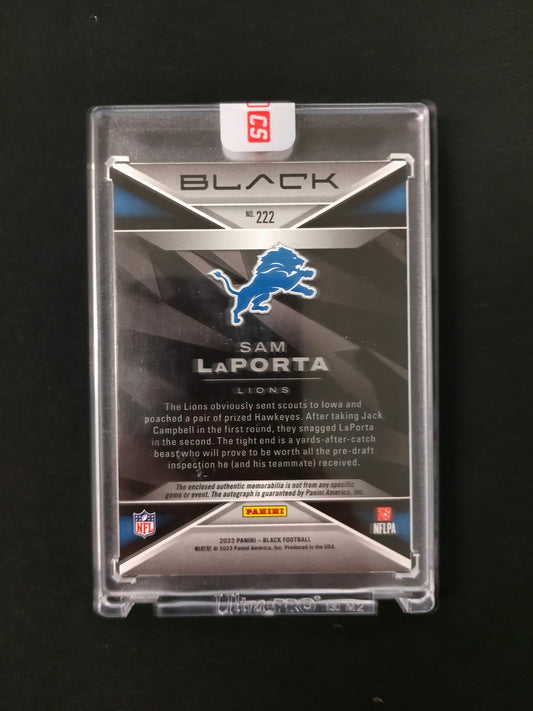 CS
BLACK
NO. 222
SAM
LaPORTA
LIONS
The Lions obviously sent scouts to Iowa and
poached a pair of prized Hawkeyes. After taking Jack
Campbell in the first round, they snagged LaPorta
in the second. The tight end is a yards-after-catch
beast who will prove to be worth all the pre-draft
inspection he (and his teammate) received.
The enclosed authentic memorabilia is not from any specific
game or event. The autograph is guaranteed by Panini America, Inc.
PANINI
NFL
NFLPA
2023 PANINI – BLACK FOOTBALL
© 2023 Panini America, Inc. Produced in the USA.
Ultra PRO®